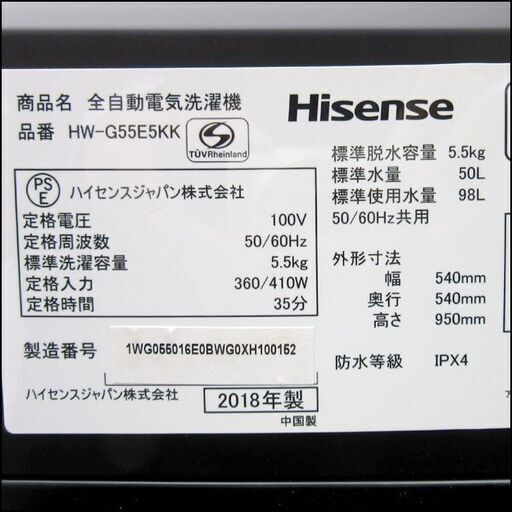 商品名 全自動電気洗濯機
品番 HW-G55E5KK
TÜVRheinland
Hisense
PS
E
ハイセンスジャパン株式会社
定格電圧 100V
定格周波数 50/60Hz
標準洗濯容量 5.5kg
定格入力 360/410W
定格時間 35分
標準脱水容量 5.5kg
標準水量 50L
標準使用水量 98L
50/60Hz共用
外形寸法
幅 540mm
奥行 540mm
高さ 950mm
製造番号 1WG055016E0BWG0XH100152
防水等級 IPX4
ハイセンスジャパン株式会社 2018年製
中国製